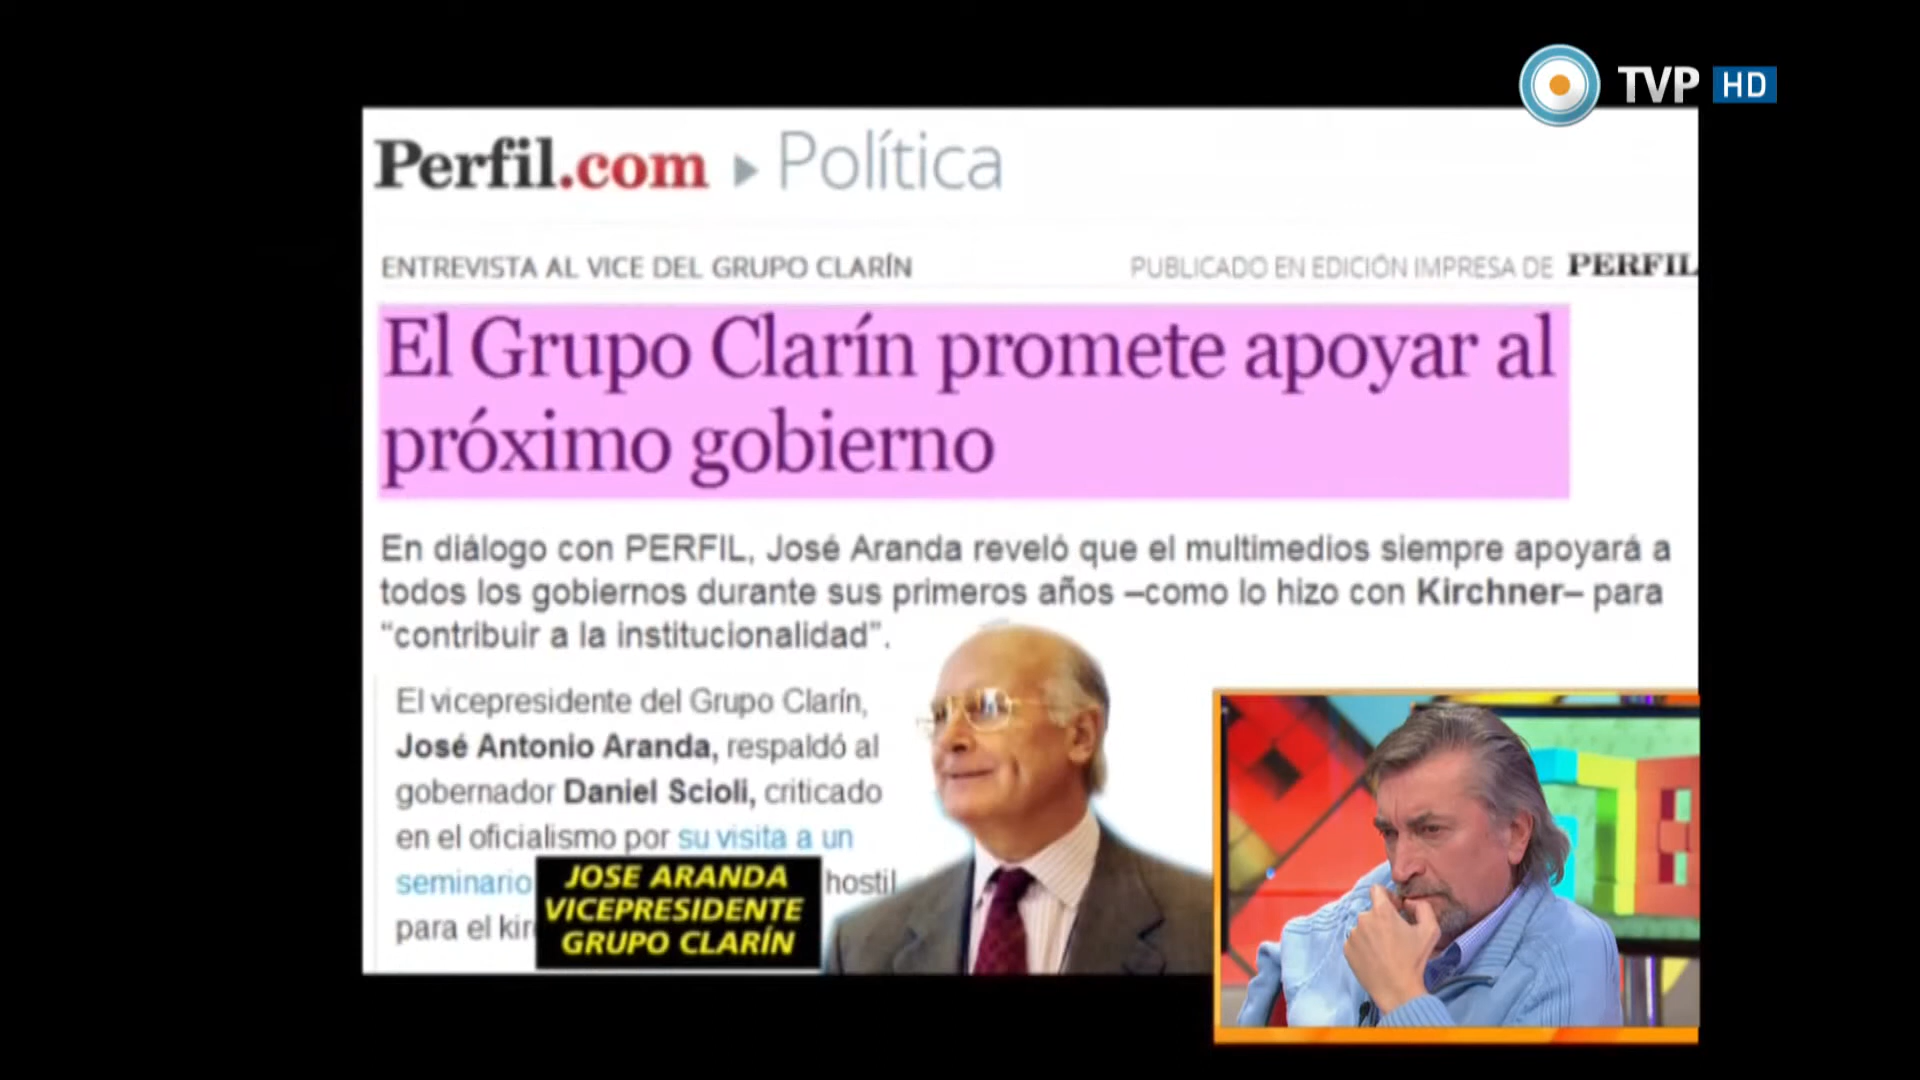 TVP HD
Perfil.com Política
ENTREVISTA AL VICE DEL GRUPO CLARÍN
PUBLICADO EN EDICIÓN IMPRESA DE PERFIL
El Grupo Clarín promete apoyar al
próximo gobierno
En diálogo con PERFIL, José Aranda reveló que el multimedios siempre apoyará a
todos los gobiernos durante sus primeros años –como lo hizo con Kirchner– para
“contribuir a la institucionalidad”.
El vicepresidente del Grupo Clarín,
José Antonio Aranda, respaldó al
gobernador Daniel Scioli, criticado
en el oficialismo por su visita a un
seminario hostil
para el kir
JOSE ARANDA
VICEPRESIDENTE
GRUPO CLARÍN